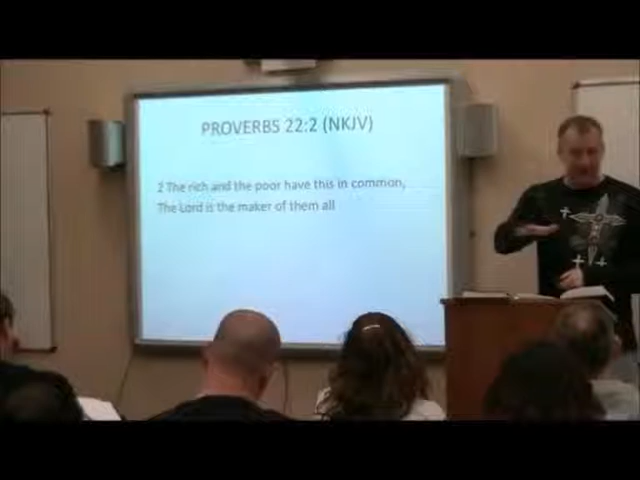 PROVERBS 22:2 (NKJV)
2 The rich and the poor have this in common,
The Lord is the maker of them all